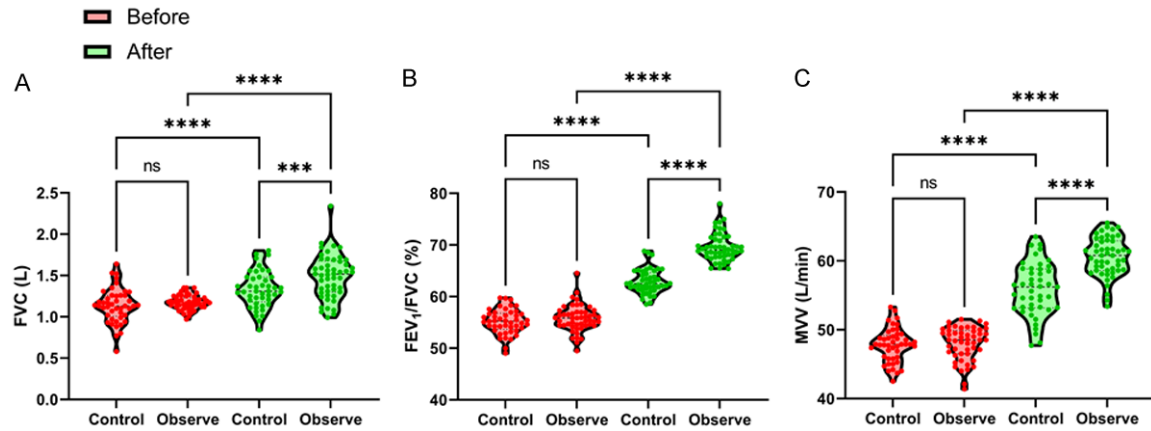 Before
After
A
****
****
ns
***
FVC (L)
2.5
2.0
1.5
1.0
0.5
0.0
Control Observe Control Observe
B
****
****
ns
****
FEV₁/FVC (%)
80
70
60
50
40
Control Observe Control Observe
C
****
****
ns
****
MVV (L/min)
70
60
50
40
Control Observe Control Observe